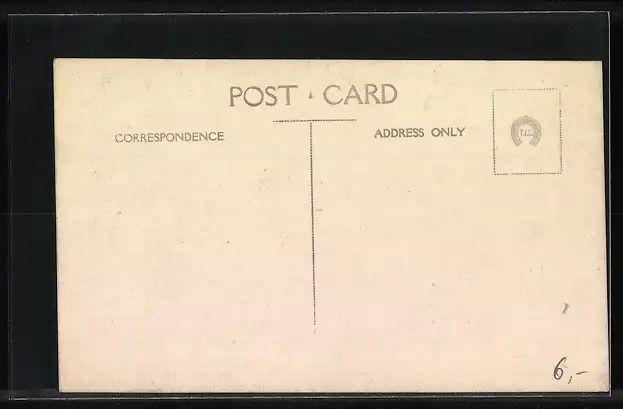 POST CARD
CORRESPONDENCE
ADDRESS ONLY
6,-